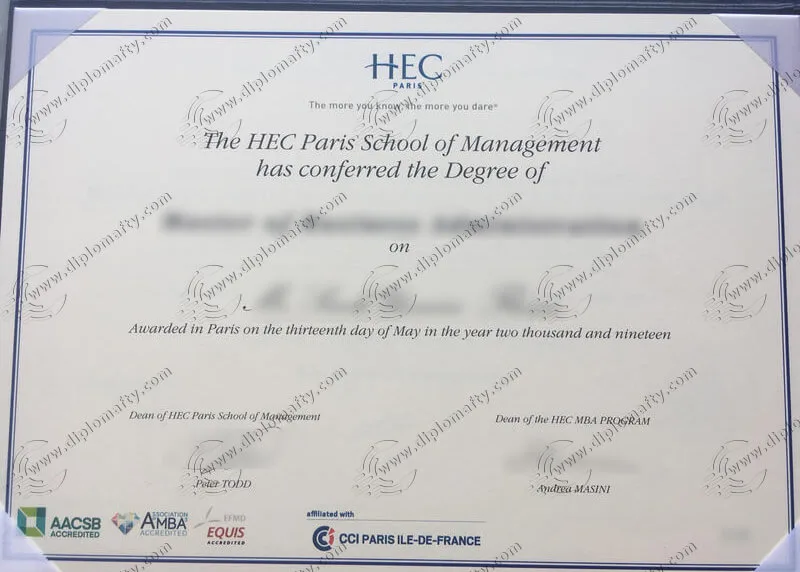 HEC
PARIS
The more you know, the more you dare®
The HEC Paris School of Management
has conferred the Degree of
on
Awarded in Paris on the thirteenth day of May in the year two thousand and nineteen
Dean of HEC Paris School of Management
Dean of the HEC MBA PROGRAM
Peter TODD
Andrea MASINI
AACSB
ACCREDITED
ASSOCIATION
AMBA
ACCREDITED
EFMD
EQUIS
ACCREDITED
affiliated with
CCI PARIS ILE-DE-FRANCE
www.diplomafty.com